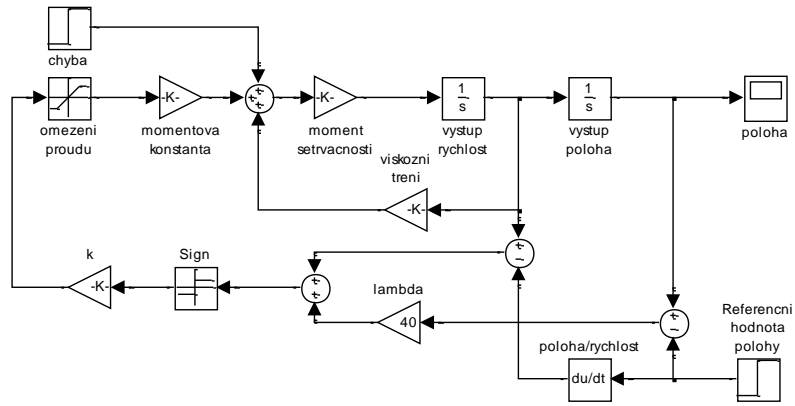 chyba
-K-
-K-
1
s
1
s
omezeni
proudu
momentova
konstanta
moment
setrvacnosti
vystup
rychlost
vystup
poloha
poloha
viskozni
treni
-K-
k
Sign
-K-
lambda
40
Referencni
hodnota
polohy
poloha/rychlost
du/dt